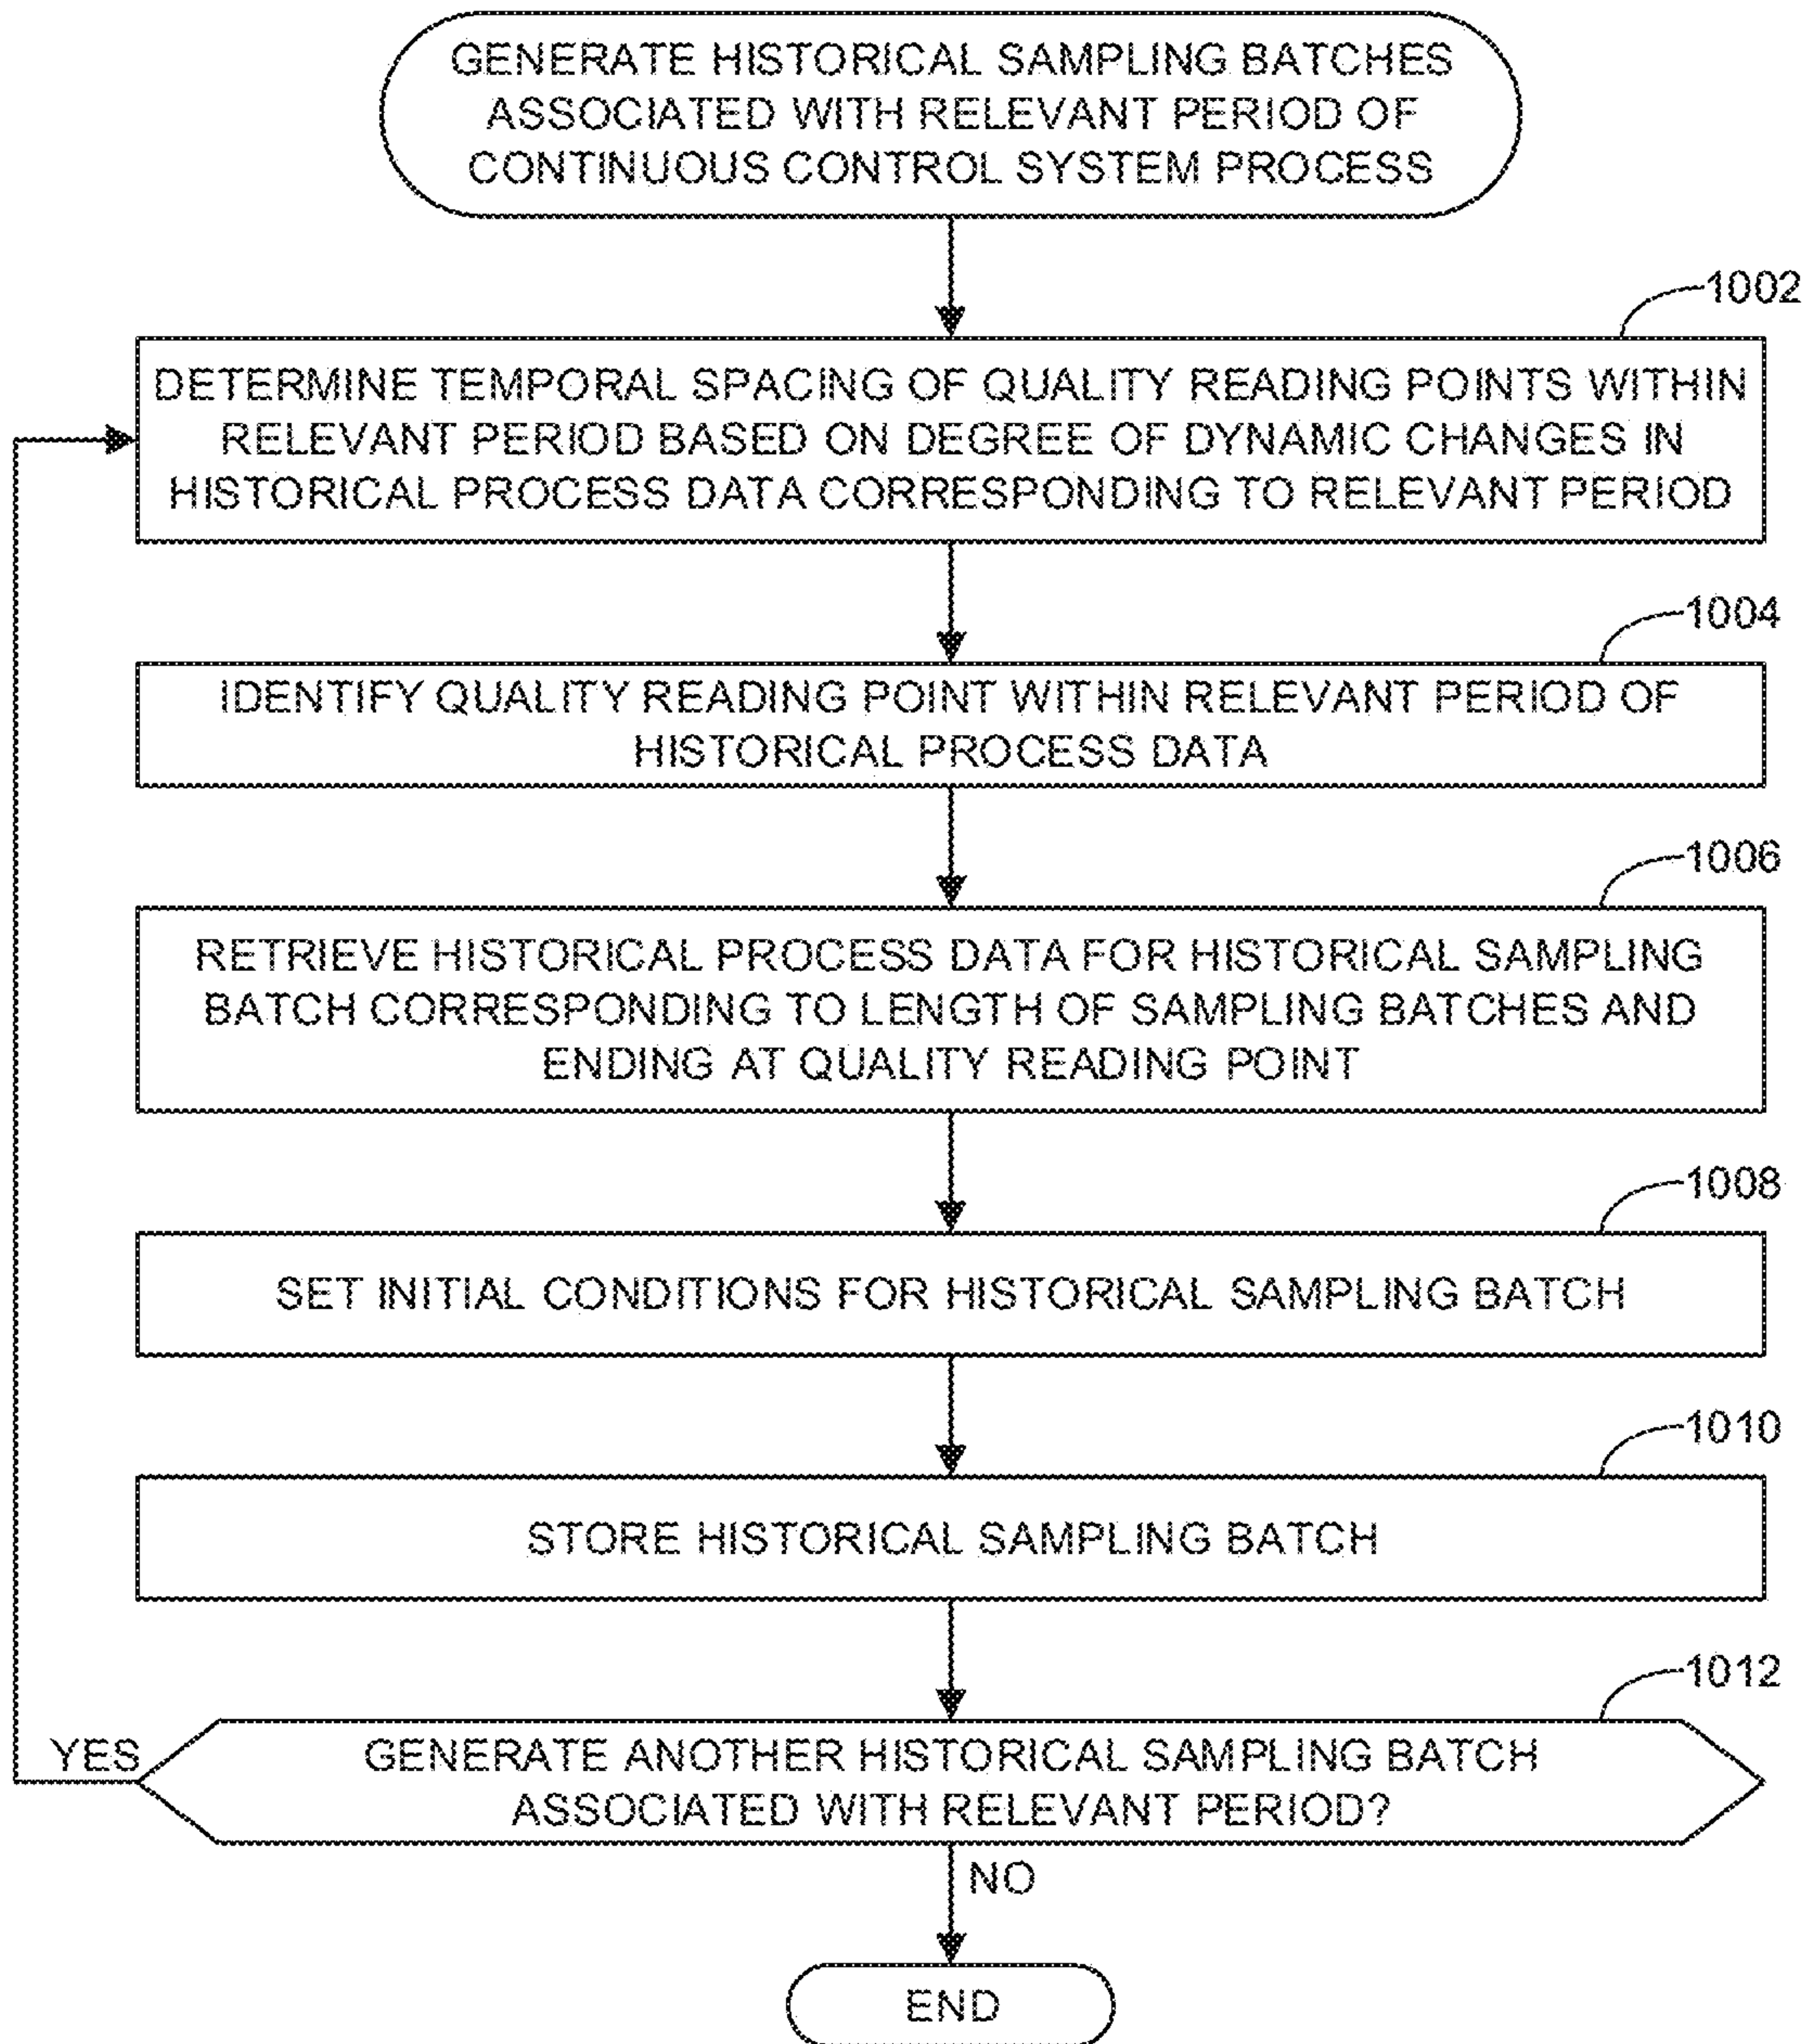 GENERATE HISTORICAL SAMPLING BATCHES
ASSOCIATED WITH RELEVANT PERIOD OF
CONTINUOUS CONTROL SYSTEM PROCESS
1002
DETERMINE TEMPORAL SPACING OF QUALITY READING POINTS WITHIN
RELEVANT PERIOD BASED ON DEGREE OF DYNAMIC CHANGES IN
HISTORICAL PROCESS DATA CORRESPONDING TO RELEVANT PERIOD
1004
IDENTIFY QUALITY READING POINT WITHIN RELEVANT PERIOD OF
HISTORICAL PROCESS DATA
1006
RETRIEVE HISTORICAL PROCESS DATA FOR HISTORICAL SAMPLING
BATCH CORRESPONDING TO LENGTH OF SAMPLING BATCHES AND
ENDING AT QUALITY READING POINT
1008
SET INITIAL CONDITIONS FOR HISTORICAL SAMPLING BATCH
1010
STORE HISTORICAL SAMPLING BATCH
1012
YES
GENERATE ANOTHER HISTORICAL SAMPLING BATCH
ASSOCIATED WITH RELEVANT PERIOD?
NO
END